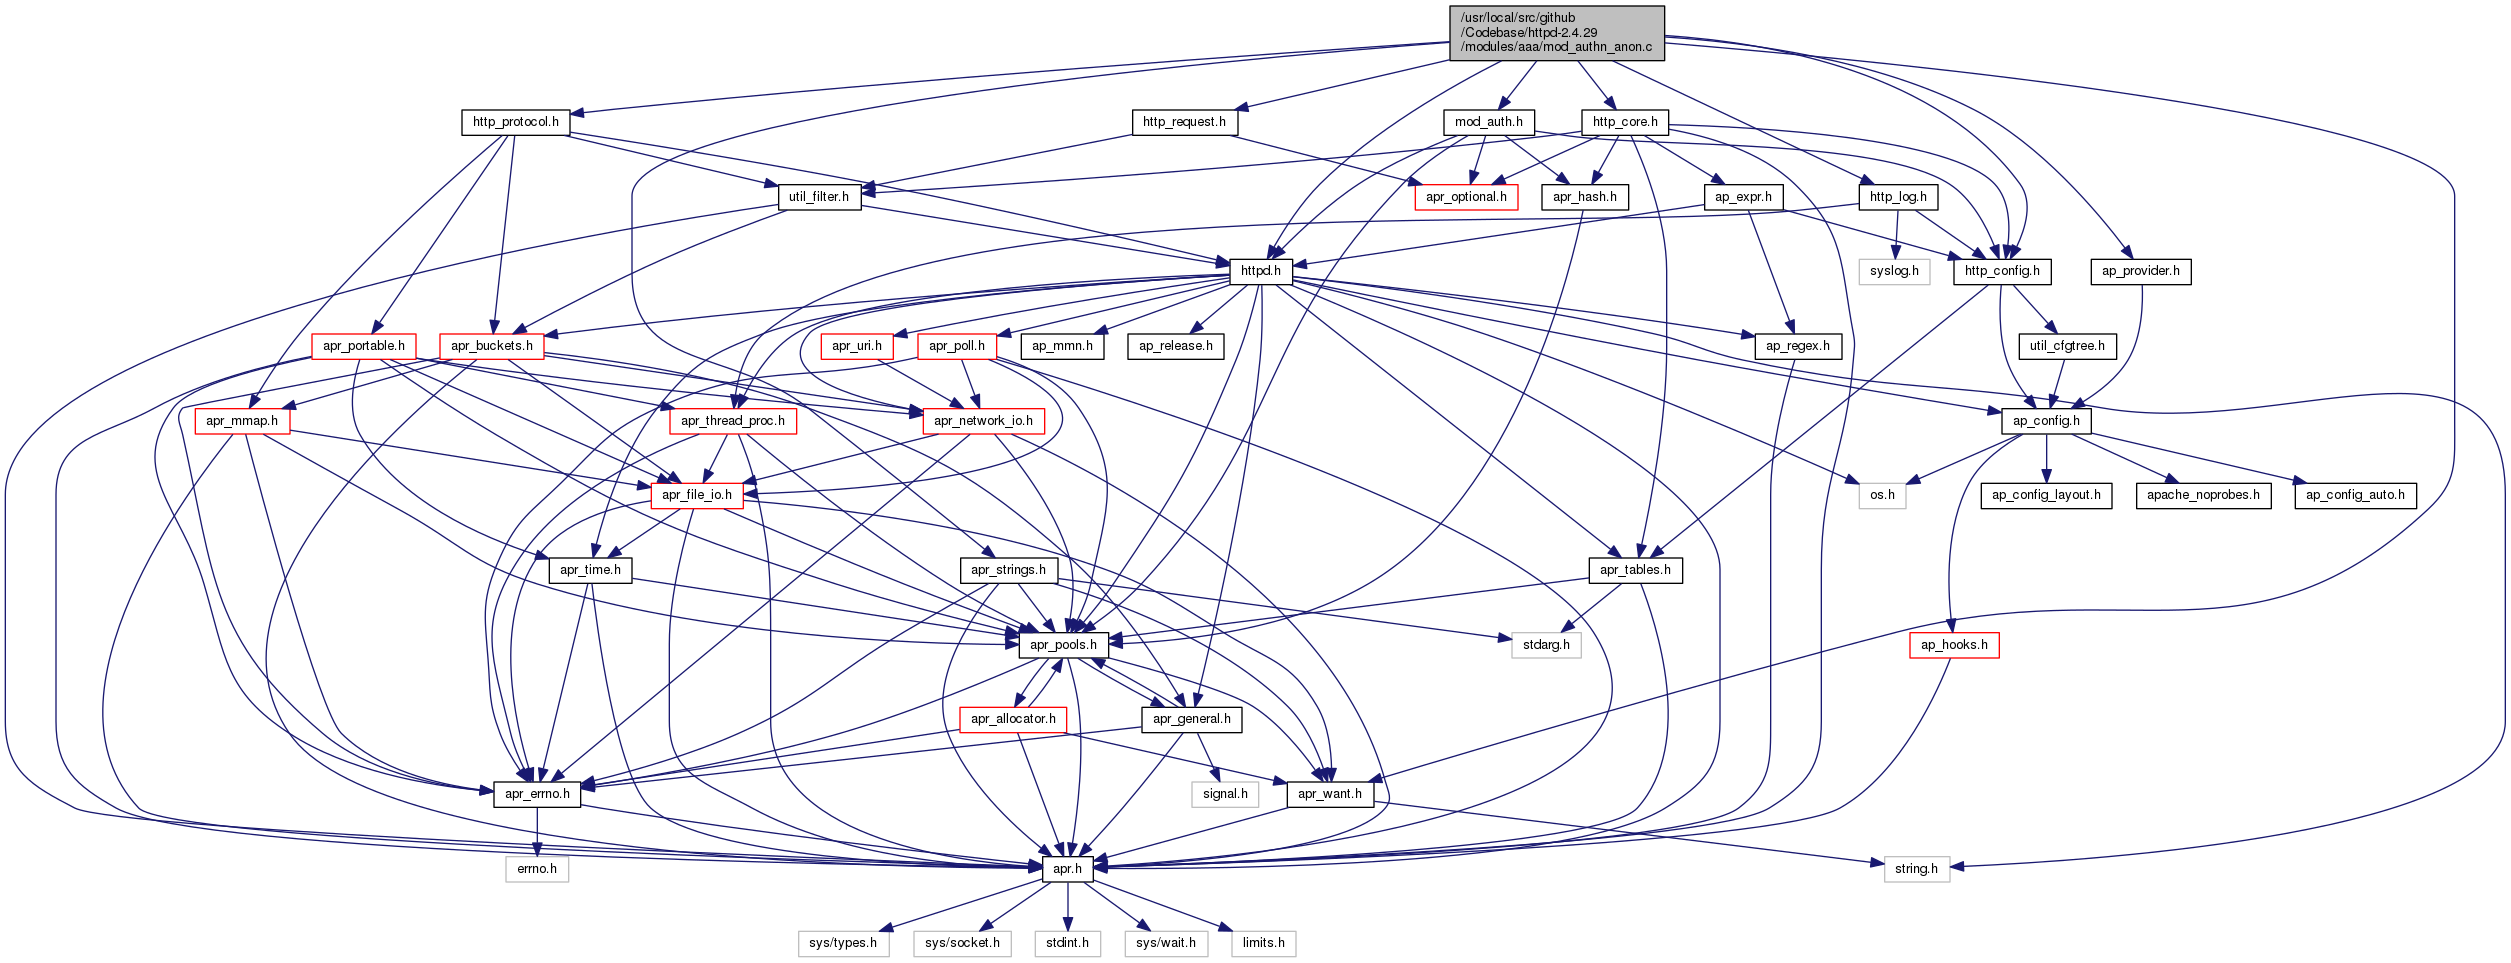 /usr/local/src/github
/Codebase/httpd-2.4.29
/modules/aaa/mod_authn_anon.c
http_protocol.h
http_request.h
mod_auth.h
http_core.h
util_filter.h
apr_optional.h
apr_hash.h
ap_expr.h
http_log.h
httpd.h
syslog.h
http_config.h
ap_provider.h
apr_portable.h
apr_buckets.h
apr_uri.h
apr_poll.h
ap_mmn.h
ap_release.h
ap_regex.h
util_cfgtree.h
apr_mmap.h
apr_thread_proc.h
apr_network_io.h
ap_config.h
apr_file_io.h
os.h
ap_config_layout.h
apache_noprobes.h
ap_config_auto.h
apr_time.h
apr_strings.h
apr_tables.h
apr_pools.h
stdarg.h
ap_hooks.h
apr_allocator.h
apr_general.h
apr_errno.h
signal.h
apr_want.h
errno.h
apr.h
string.h
sys/types.h
sys/socket.h
stdint.h
sys/wait.h
limits.h